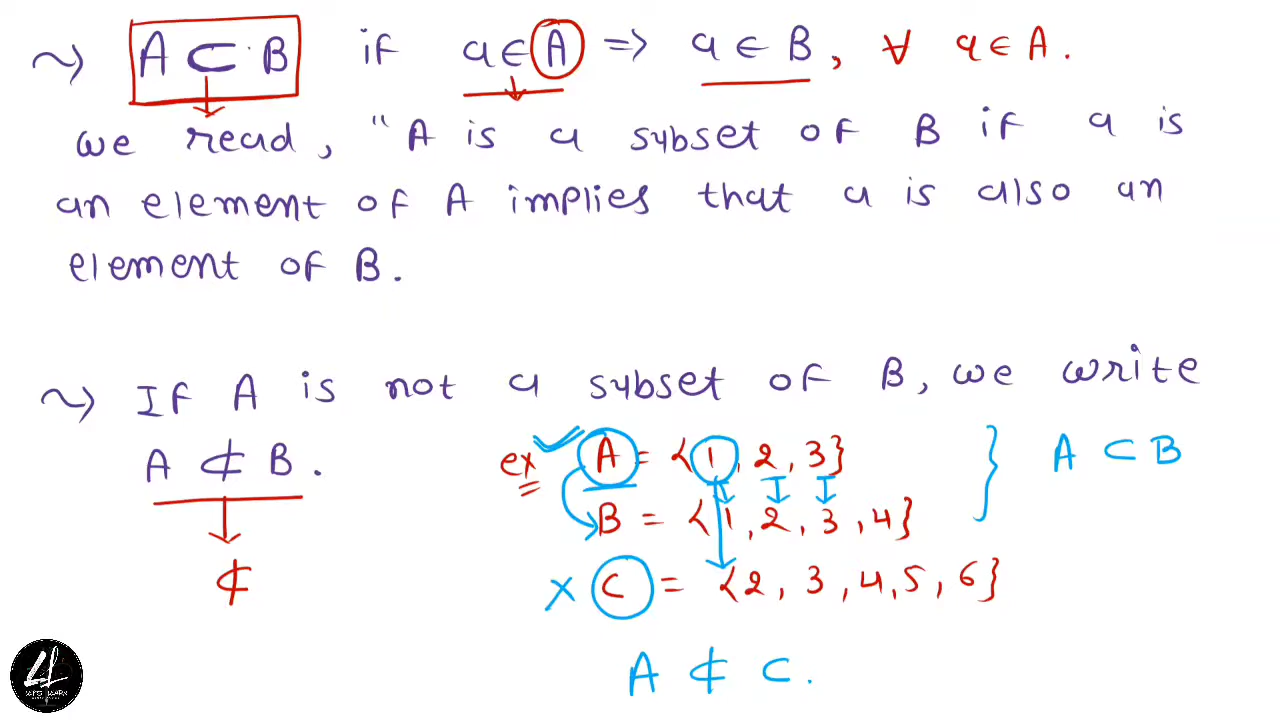 ~> A ⊂ B if a ∈ A => a ∈ B, ∀ a ∈ A.
we read, "A is a subset of B if a is
an element of A implies that a is also an
element of B.
~> If A is not a subset of B, we write
A ⊄ B.
⊄
ex A = {1, 2, 3}
B = {1, 2, 3, 4}
A ⊂ B
× C = {2, 3, 4, 5, 6}
A ⊄ C.
LET'S LEARN